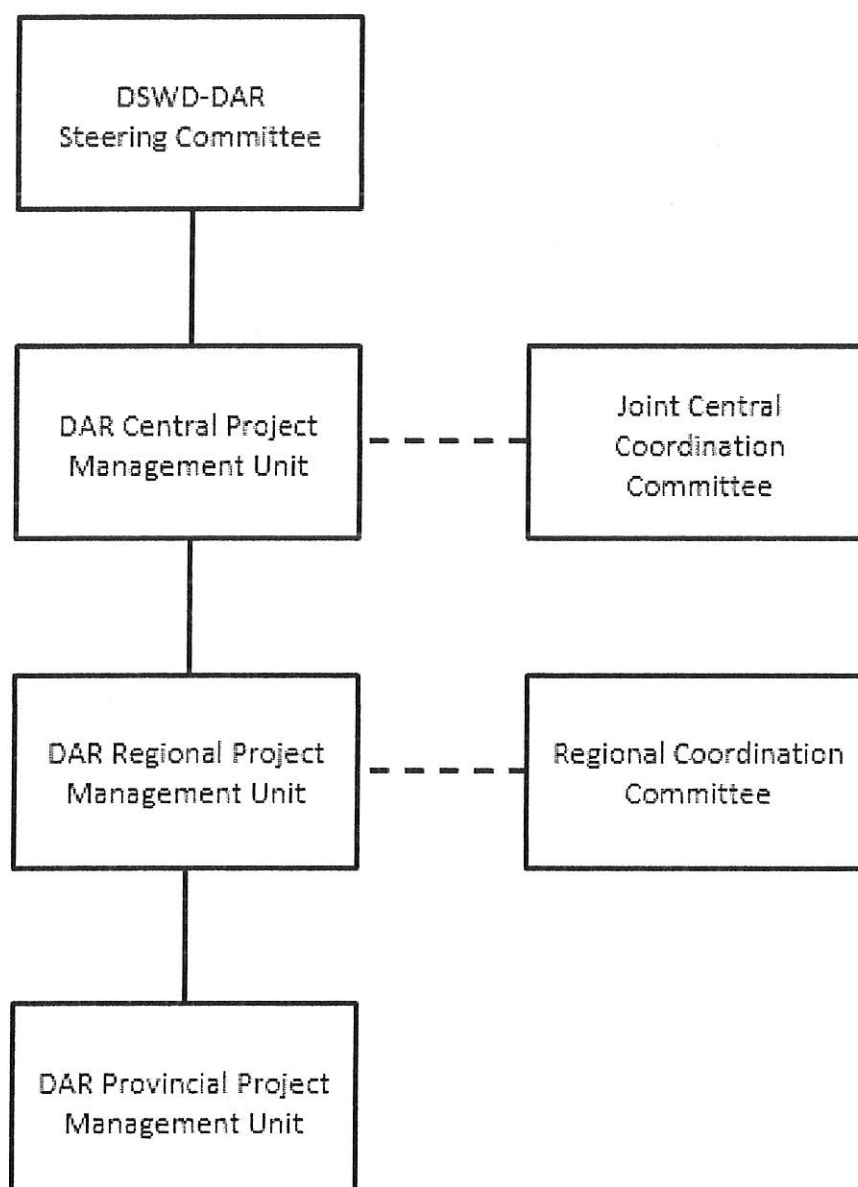 DSWD-DAR
Steering Committee
DAR Central Project
Management Unit
Joint Central
Coordination
Committee
DAR Regional Project
Management Unit
Regional Coordination
Committee
DAR Provincial Project
Management Unit